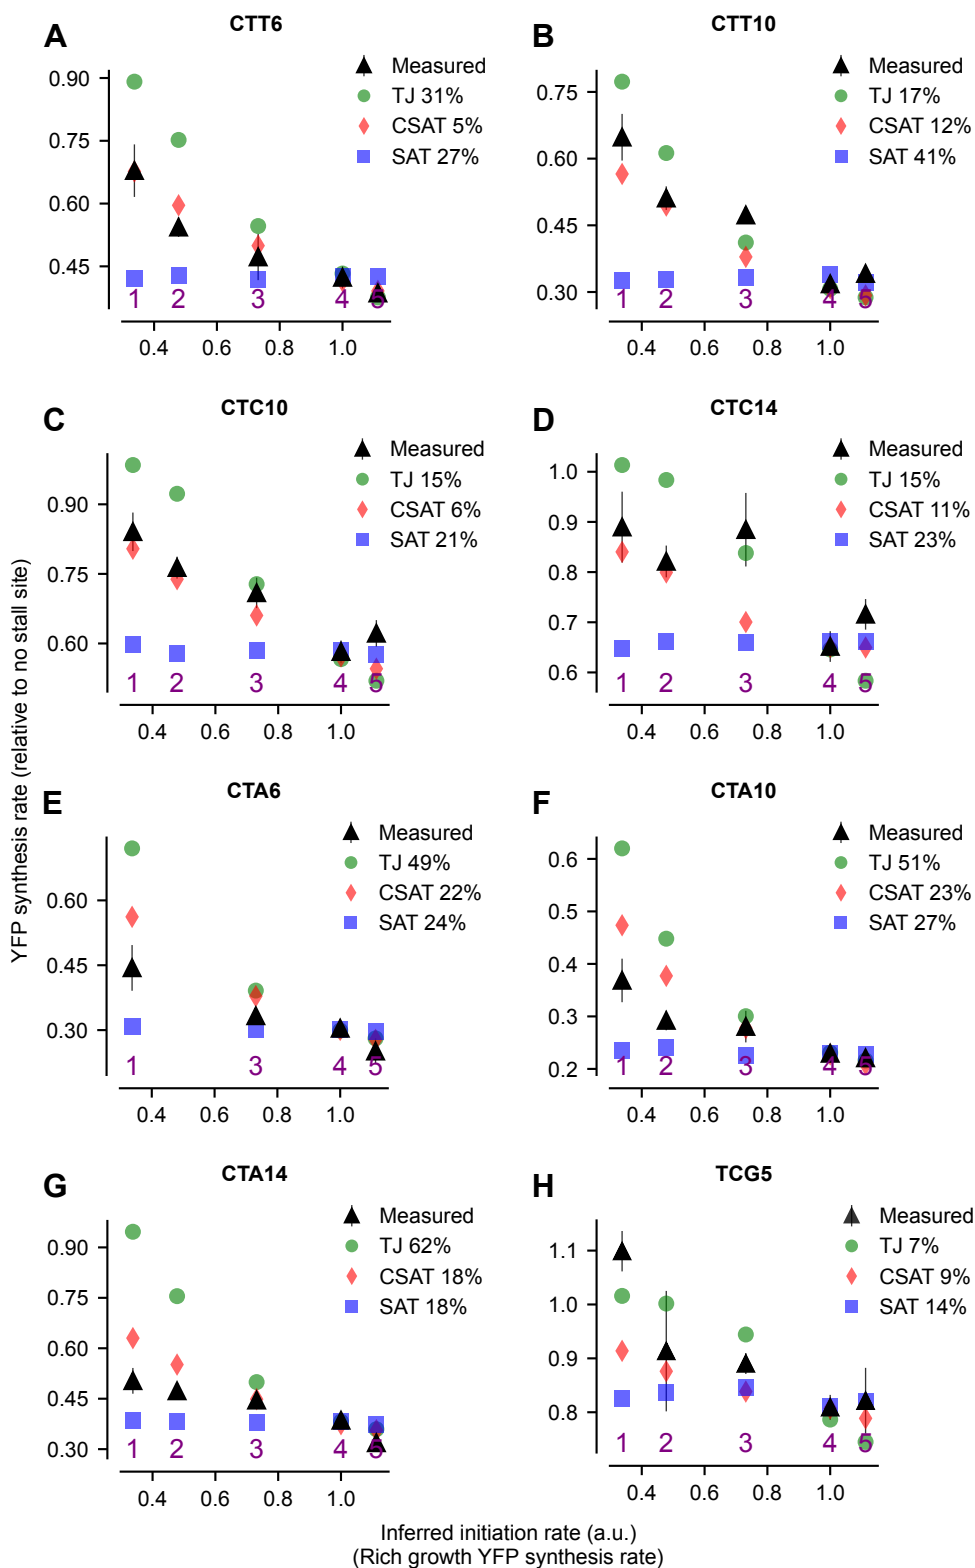 A
CTT6
Measured
TJ 31%
CSAT 5%
SAT 27%
0.90
0.75
0.60
0.45
1 2 3 4 5
0.4 0.6 0.8 1.0
B
CTT10
Measured
TJ 17%
CSAT 12%
SAT 41%
0.75
0.60
0.45
0.30
1 2 3 4 5
0.4 0.6 0.8 1.0
C
CTC10
Measured
TJ 15%
CSAT 6%
SAT 21%
0.90
0.75
0.60
1 2 3 4 5
0.4 0.6 0.8 1.0
D
CTC14
Measured
TJ 15%
CSAT 11%
SAT 23%
1.0
0.9
0.8
0.7
0.6
1 2 3 4 5
0.4 0.6 0.8 1.0
YFP synthesis rate (relative to no stall site)
E
CTA6
Measured
TJ 49%
CSAT 22%
SAT 24%
0.60
0.45
0.30
1 3 4 5
0.4 0.6 0.8 1.0
F
CTA10
Measured
TJ 51%
CSAT 23%
SAT 27%
0.6
0.5
0.4
0.3
0.2
1 2 3 4 5
0.4 0.6 0.8 1.0
G
CTA14
Measured
TJ 62%
CSAT 18%
SAT 18%
0.90
0.75
0.60
0.45
0.30
1 2 3 4 5
0.4 0.6 0.8 1.0
H
TCG5
Measured
TJ 7%
CSAT 9%
SAT 14%
1.1
1.0
0.9
0.8
1 2 3 4 5
0.4 0.6 0.8 1.0
Inferred initiation rate (a.u.)
(Rich growth YFP synthesis rate)